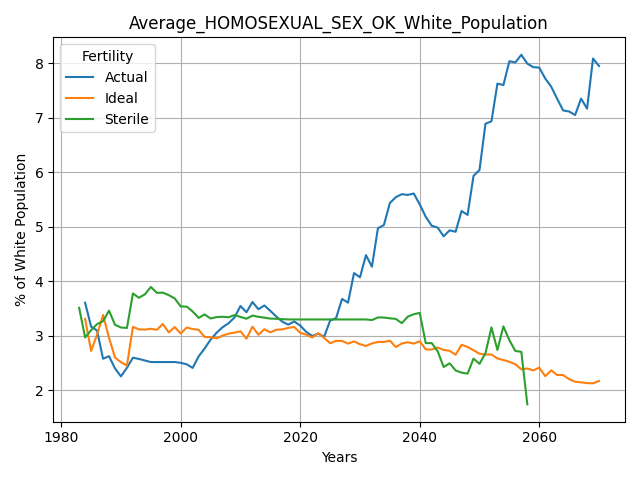 Average_HOMOSEXUAL_SEX_OK_White_Population
Fertility
Actual
Ideal
Sterile
% of White Population
8
7
6
5
4
3
2
1980
2000
2020
2040
2060
Years